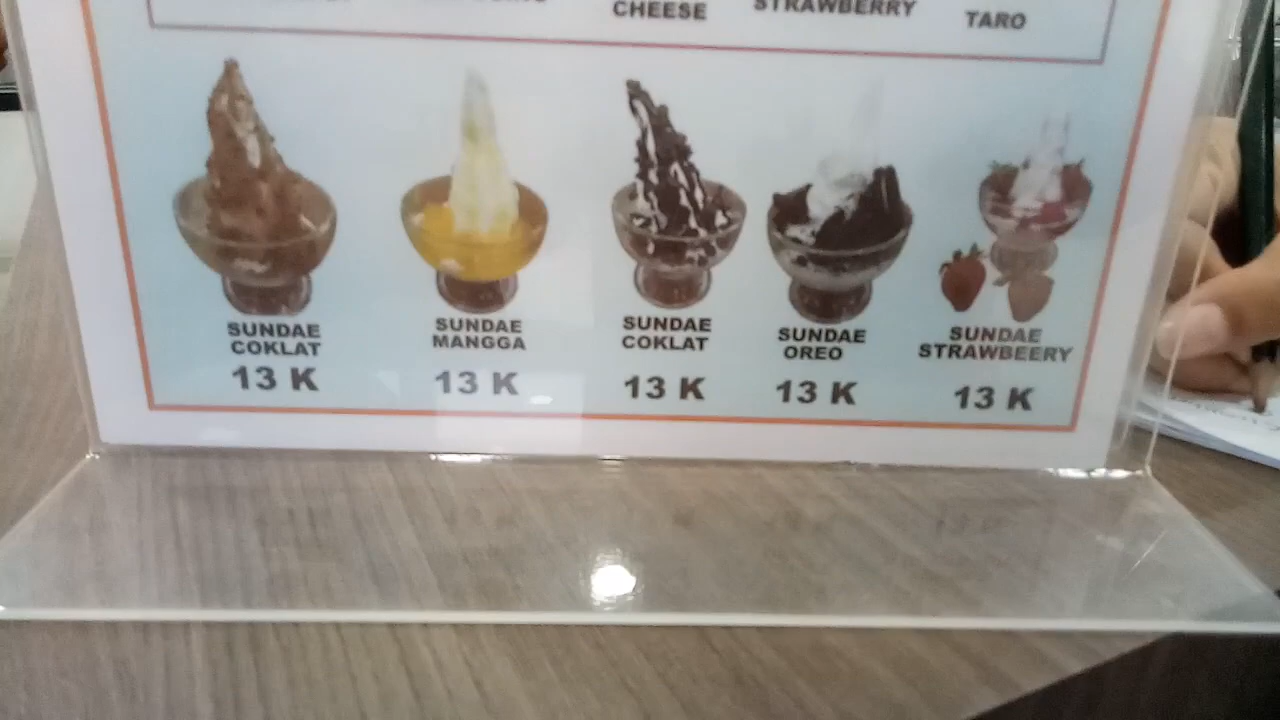 CHEESE
STRAWBERRY
TARO
SUNDAE
COKLAT
13 K
SUNDAE
MANGGA
13 K
SUNDAE
COKLAT
13 K
SUNDAE
OREO
13 K
SUNDAE
STRAWBEERY
13 K